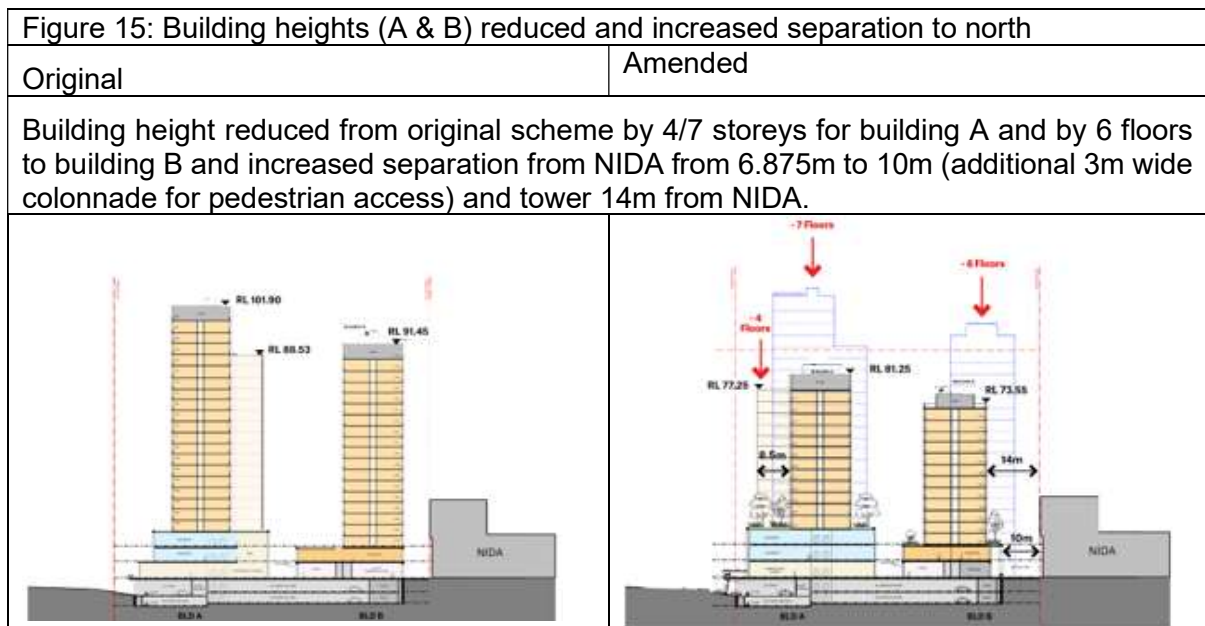 Figure 15: Building heights (A & B) reduced and increased separation to north
Original
Amended
Building height reduced from original scheme by 4/7 storeys for building A and by 6 floors
to building B and increased separation from NIDA from 6.875m to 10m (additional 3m wide
colonnade for pedestrian access) and tower 14m from NIDA.
RL 101.90
RL 88.53
RL 91.45
NIDA
BLD A
BLD B
-7 Floors
-6 Floors
-4
Floors
RL 77.25
RL 81.25
RL 73.55
8.5m
14m
10m
NIDA
BLD A
BLD B